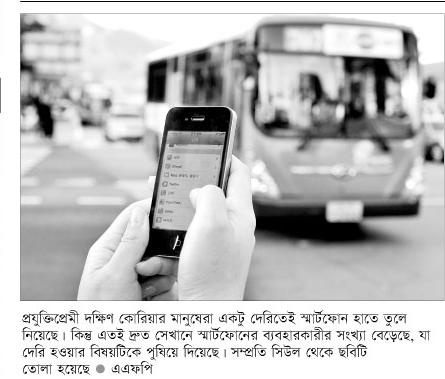 প্রযুক্তিপ্রেমী দক্ষিণ কোরিয়ার মানুষেরা একটু দেরিতেই স্মার্টফোন হাতে তুলে
নিয়েছে। কিন্তু এতই দ্রুত সেখানে স্মার্টফোনের ব্যবহারকারীর সংখ্যা বেড়েছে, যা
দেরি হওয়ার বিষয়টিকে পুষিয়ে দিয়েছে। সম্প্রতি সিউল থেকে ছবিটি
তোলা হয়েছে ● এএফপি